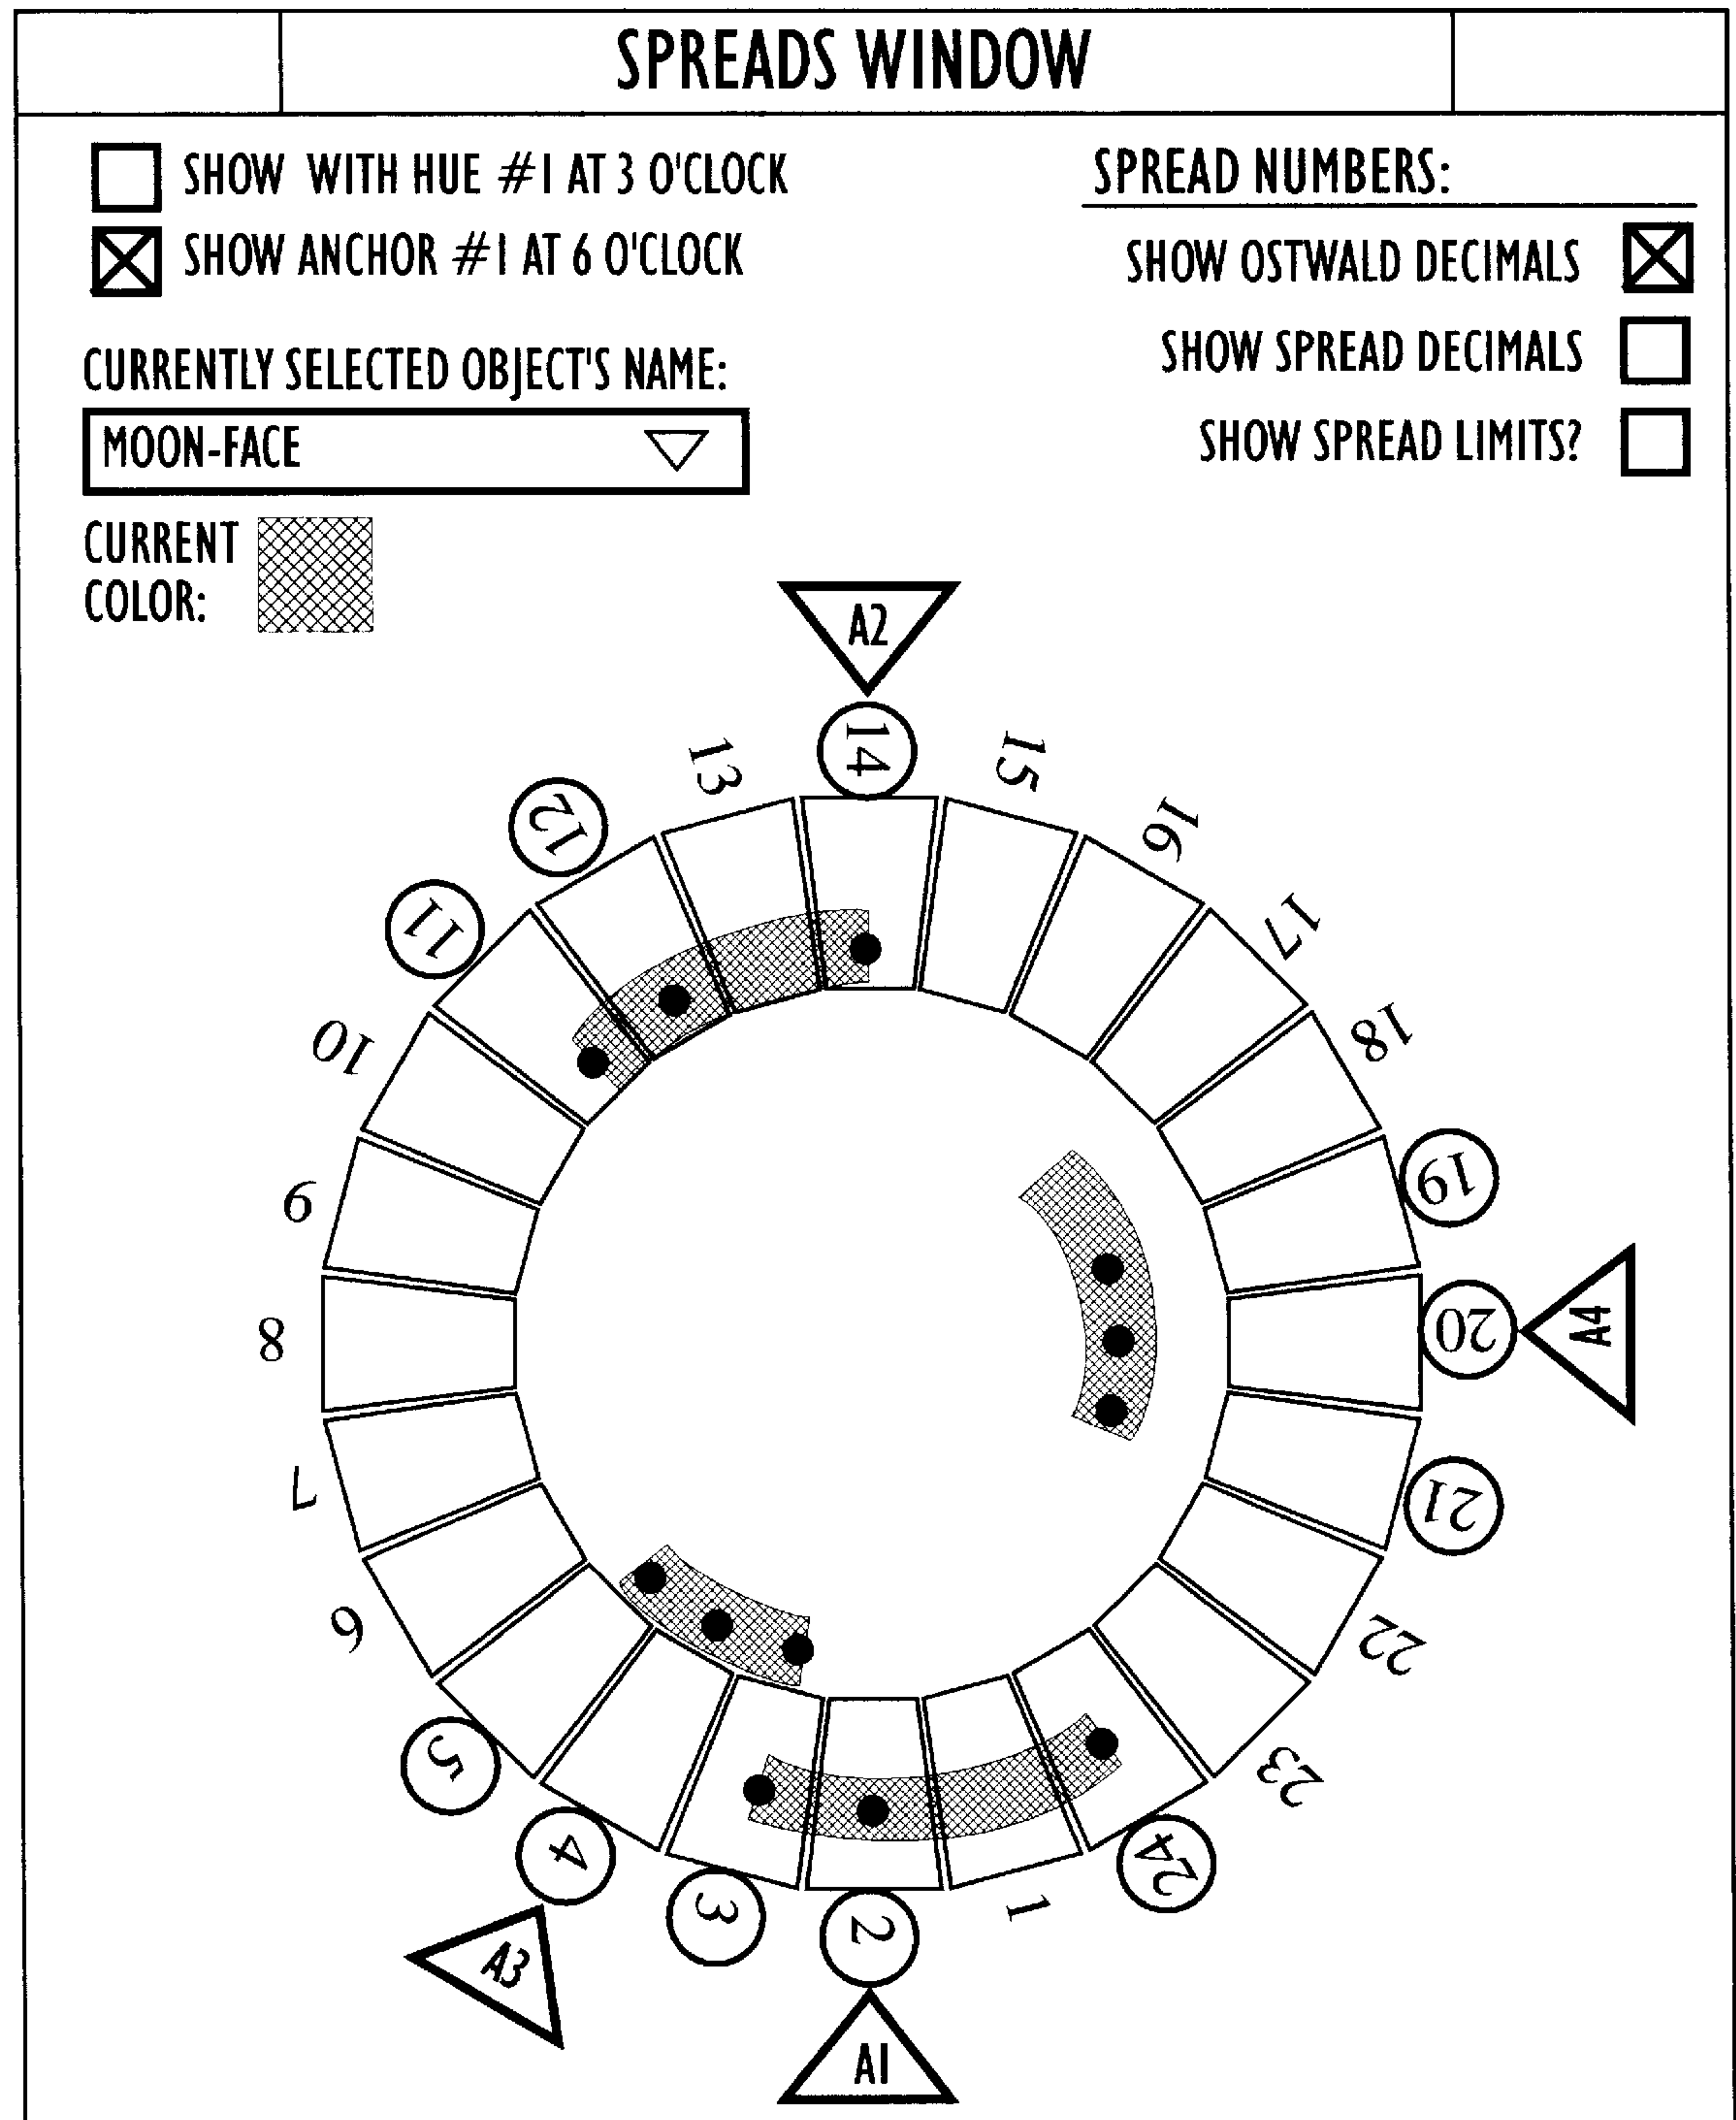 SPREADS WINDOW
SHOW WITH HUE #1 AT 3 O'CLOCK
SHOW ANCHOR #1 AT 6 O'CLOCK
SPREAD NUMBERS:
SHOW OSTWALD DECIMALS
SHOW SPREAD DECIMALS
SHOW SPREAD LIMITS?
CURRENTLY SELECTED OBJECT'S NAME:
MOON-FACE
CURRENT
COLOR:
A2
14
15
16
17
18
19
20
A4
21
22
23
24
1
2
A1
3
4
A3
5
6
7
8
9
10
11
12
13